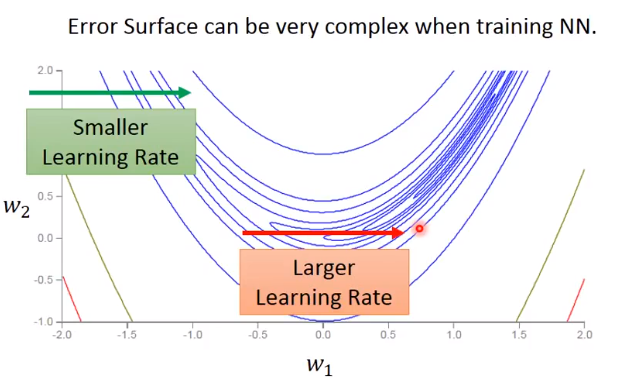 Error Surface can be very complex when training NN.
2.0
Smaller
Learning Rate
0.5
w₂
0.0
Larger
Learning Rate
-0.5
-1.0
-2.0 -1.5 -1.0 -0.5 0.0 0.5 1.0 1.5 2.0
w₁